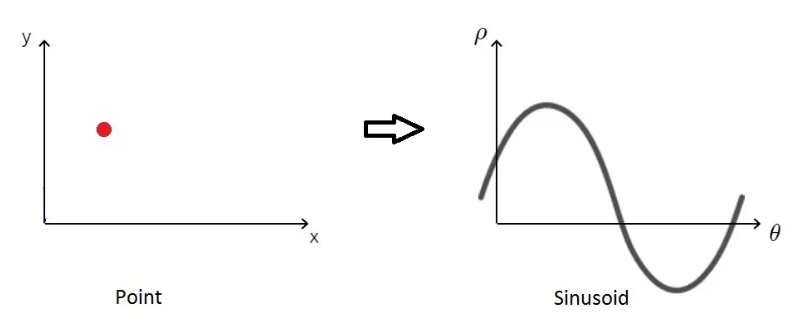 y
x
Point
ρ
θ
Sinusoid